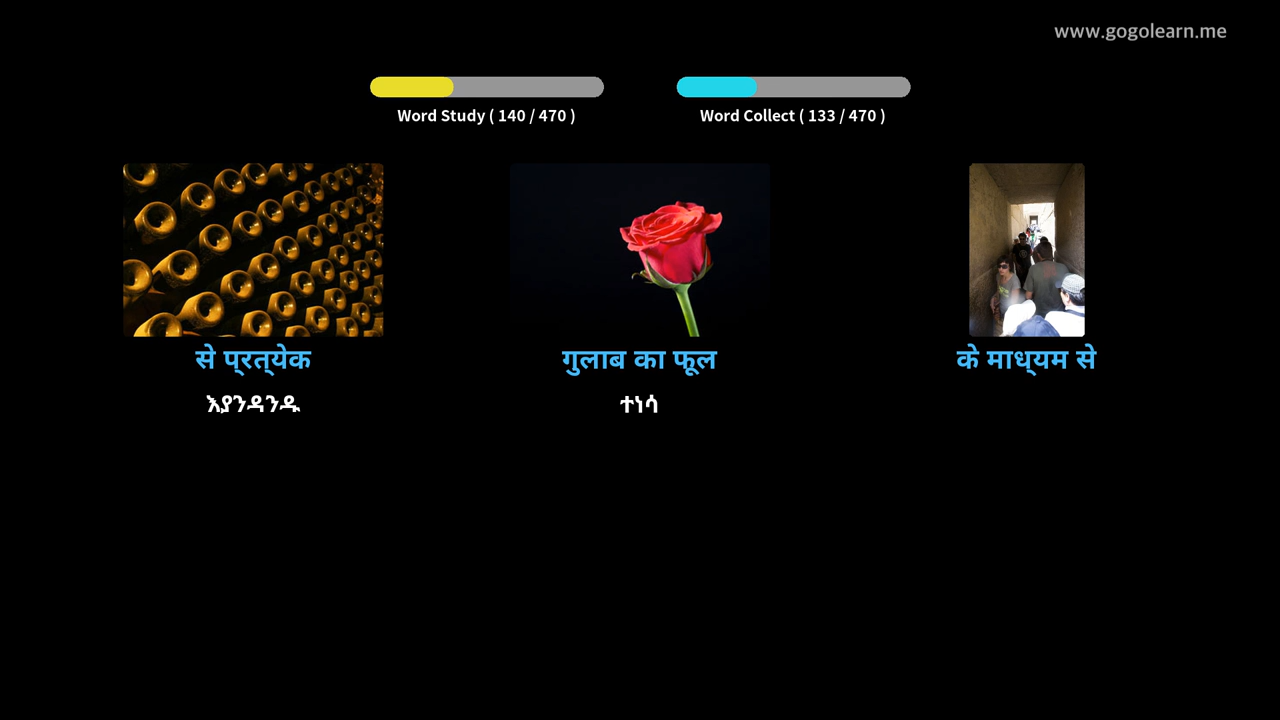 www.gogolearn.me
Word Study ( 140 / 470 )
Word Collect ( 133 / 470 )
से प्रत्येक
गुलाब का फूल
के माध्यम से
እያንዳንዱ
ተነሳ